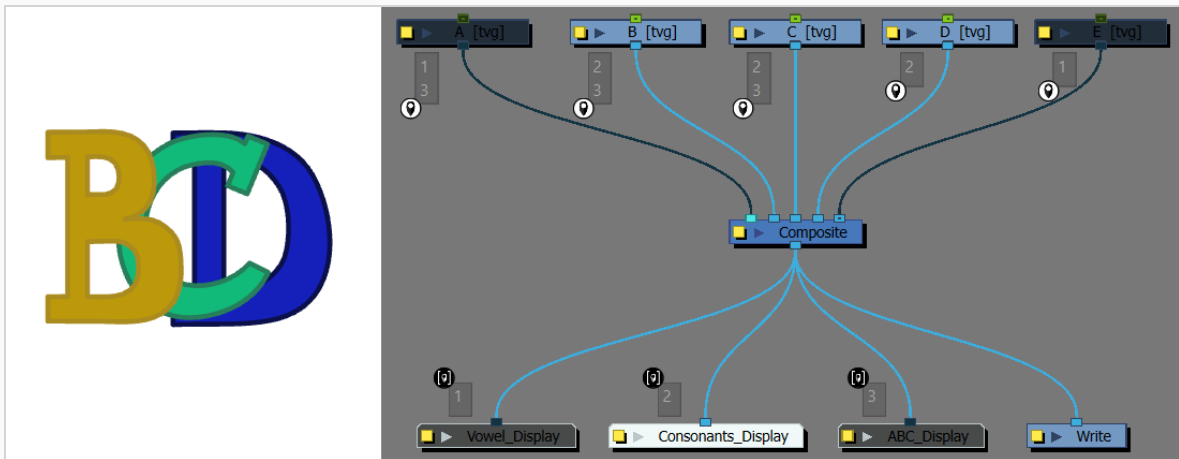 A [tvg] B [tvg] C [tvg] D [tvg] E [tvg]
1 2 2 2 1
3 3 3
BCD
Composite
1 2 3
Vowel_Display Consonants_Display ABC_Display Write